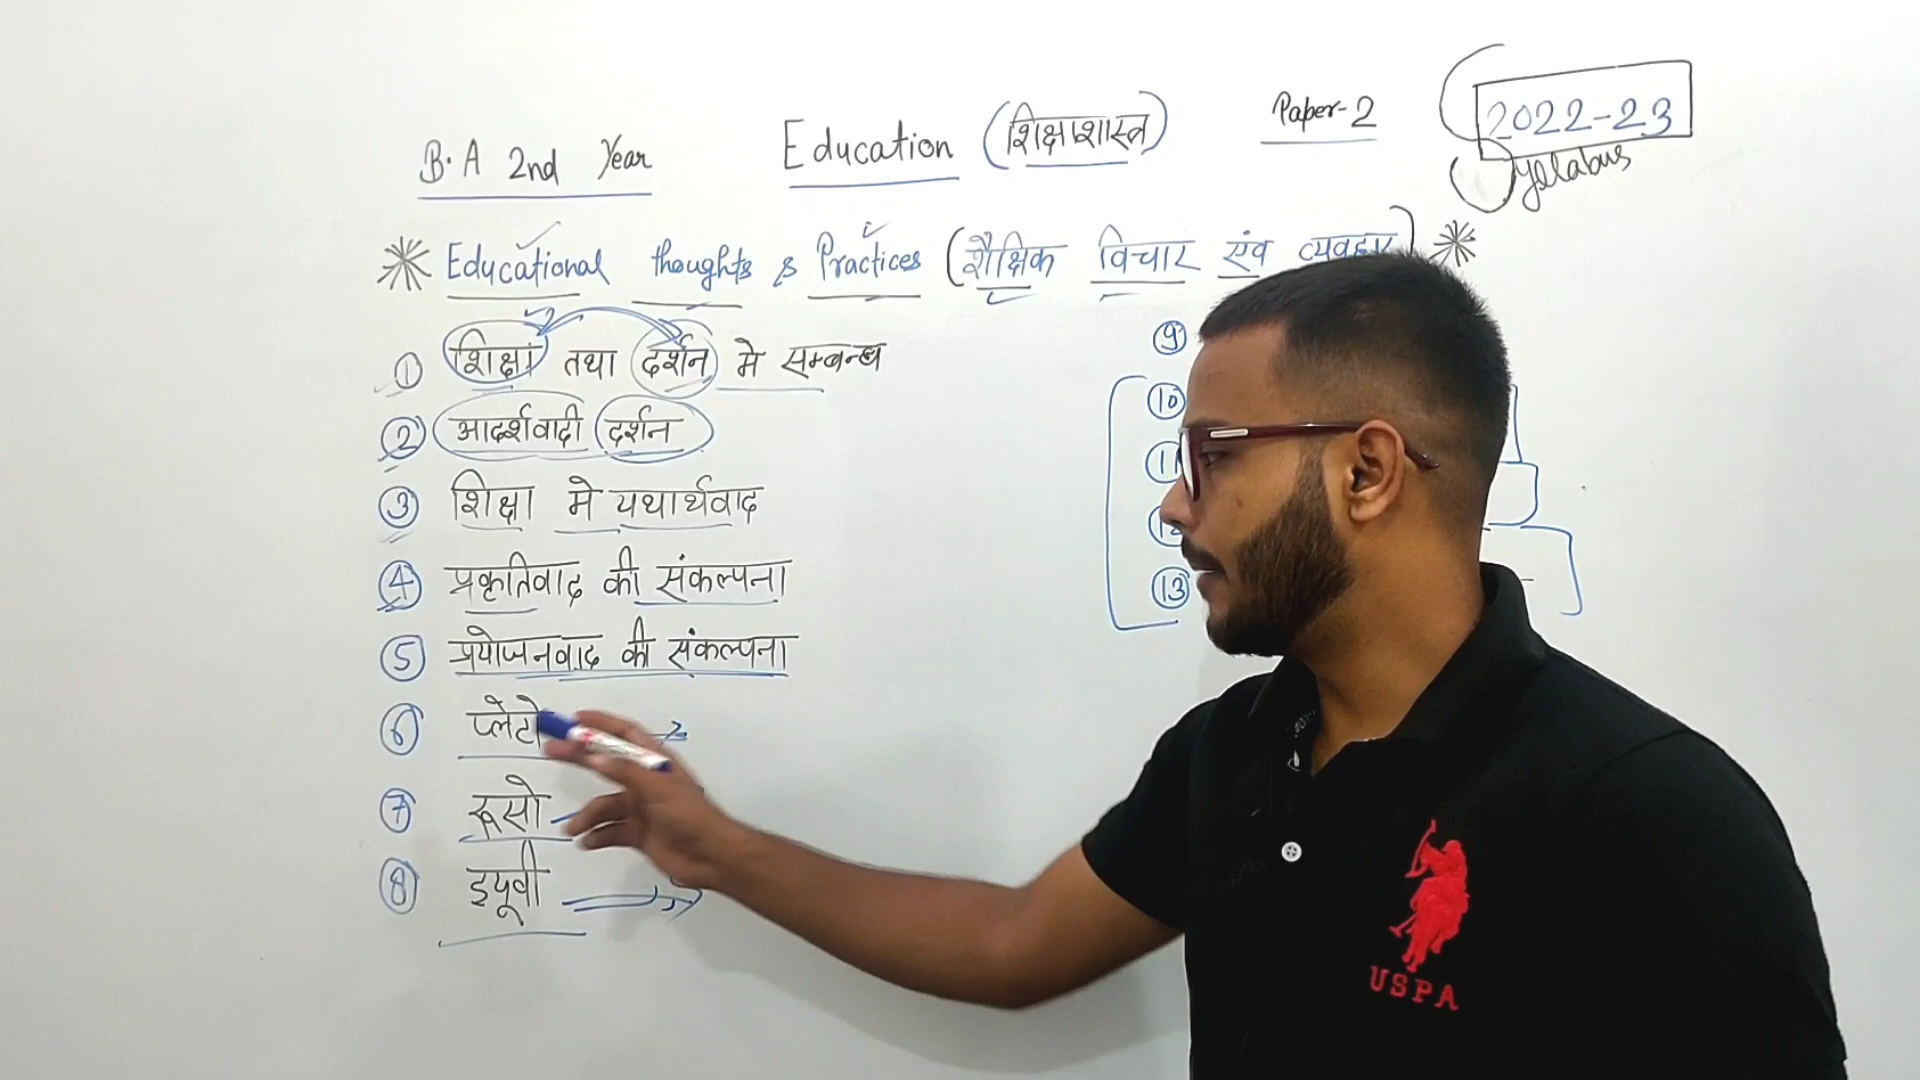 B.A 2nd Year Education (शिक्षाशास्त्र) Paper-2 2022-23
Syllabus
Educational thoughts & Practices (शैक्षिक विचार एंव व्यवहार)
1 शिक्षा तथा दर्शन मे सम्बन्ध
2 आदर्शवादी दर्शन
3 शिक्षा मे यथार्थवाद
4 प्रकृतिवाद की संकल्पना
5 प्रयोजनवाद की संकल्पना
6 प्लेटो
7 रूसो
8 ड्यूवी
9
10
11
12
13
USPA